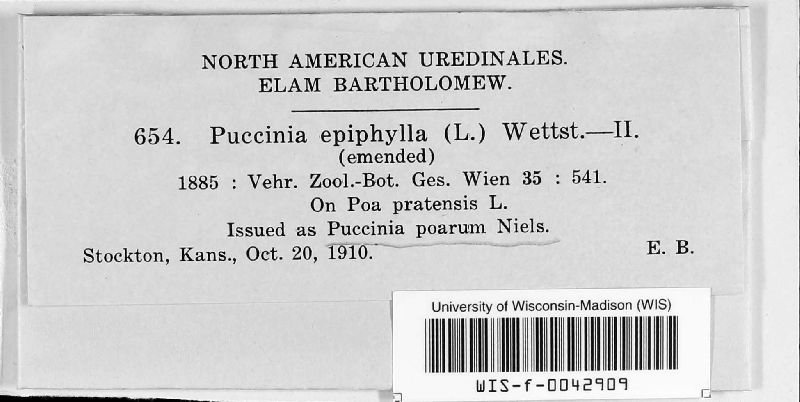 NORTH AMERICAN UREDINALES.
ELAM BARTHOLOMEW.
654. Puccinia epiphylla (L.) Wettst.—II.
(emended)
1885 : Vehr. Zool.-Bot. Ges. Wien 35 : 541.
On Poa pratensis L.
Issued as Puccinia poarum Niels.
Stockton, Kans., Oct. 20, 1910. E. B.
University of Wisconsin-Madison (WIS)
WIS-f-0042909